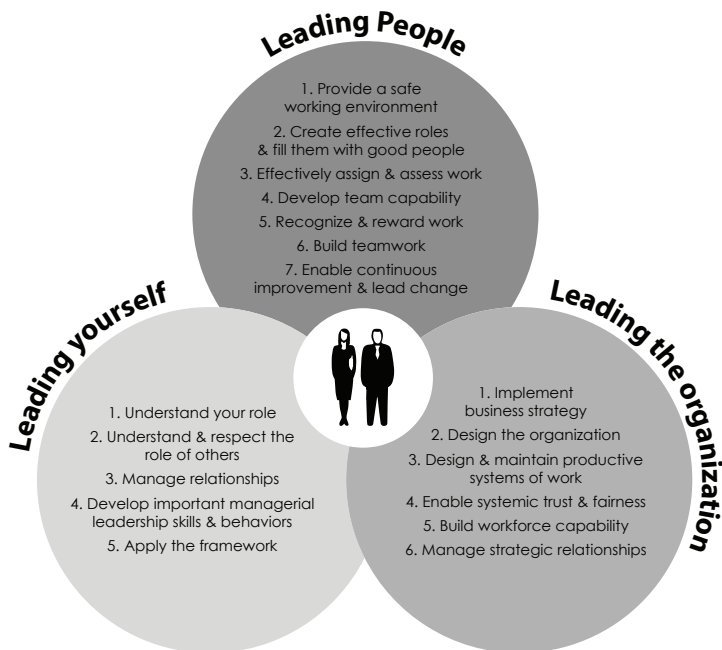 Leading People
1. Provide a safe
working environment
2. Create effective roles
& fill them with good people
3. Effectively assign & assess work
4. Develop team capability
5. Recognize & reward work
6. Build teamwork
7. Enable continuous
improvement & lead change
Leading yourself
1. Understand your role
2. Understand & respect the
role of others
3. Manage relationships
4. Develop important managerial
leadership skills & behaviors
5. Apply the framework
Leading the organization
1. Implement
business strategy
2. Design the organization
3. Design & maintain productive
systems of work
4. Enable systemic trust & fairness
5. Build workforce capability
6. Manage strategic relationships